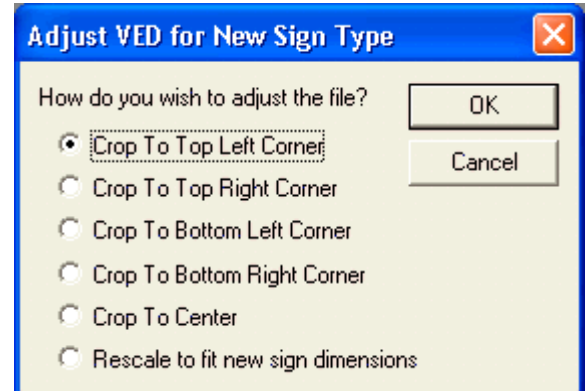 Adjust VED for New Sign Type
How do you wish to adjust the file?
OK
Crop To Top Left Corner
Cancel
Crop To Top Right Corner
Crop To Bottom Left Corner
Crop To Bottom Right Corner
Crop To Center
Rescale to fit new sign dimensions